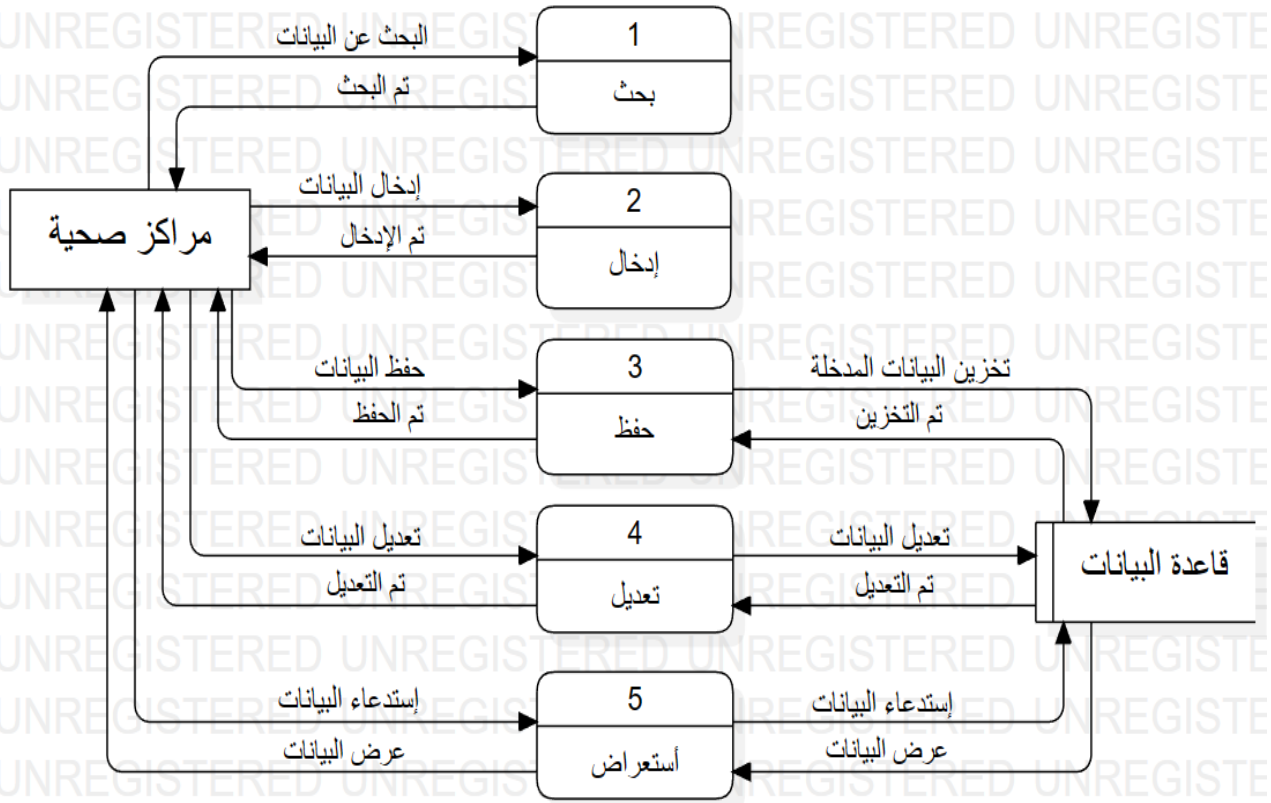 UNREGISTERED UNREGISTERED UNREGISTE
البحث عن البيانات
1
تم البحث
بحث
إدخال البيانات
2
مراكز صحية
تم الإدخال
إدخال
حفظ البيانات
3
تخزين البيانات المدخلة
تم الحفظ
حفظ
تم التخزين
تعديل البيانات
4
تعديل البيانات
قاعدة البيانات
تم التعديل
تعديل
تم التعديل
إستدعاء البيانات
5
إستدعاء البيانات
عرض البيانات
أستعراض
عرض البيانات